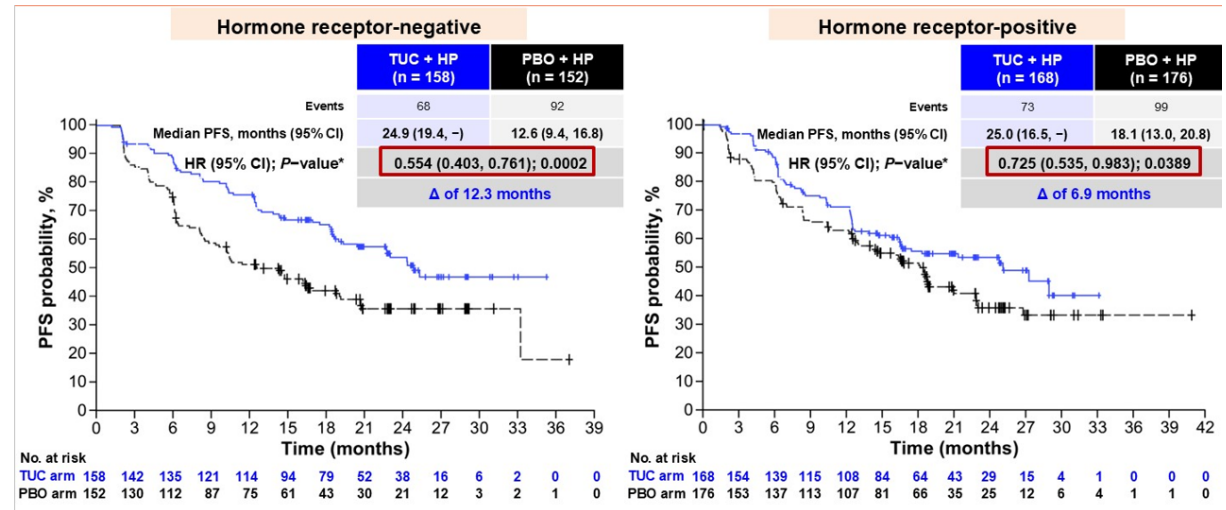 Hormone receptor-negative
TUC + HP
(n = 158)
PBO + HP
(n = 152)
Events 68 92
Median PFS, months (95% CI) 24.9 (19.4, −) 12.6 (9.4, 16.8)
HR (95% CI); P−value* 0.554 (0.403, 0.761); 0.0002
Δ of 12.3 months
PFS probability, %
100
90
80
70
60
50
40
30
20
10
0
0 3 6 9 12 15 18 21 24 27 30 33 36 39
Time (months)
No. at risk
TUC arm 158 142 135 121 114 94 79 52 38 16 6 2 0 0
PBO arm 152 130 112 87 75 61 43 30 21 12 3 2 1 0
Hormone receptor-positive
TUC + HP
(n = 168)
PBO + HP
(n = 176)
Events 73 99
Median PFS, months (95% CI) 25.0 (16.5, −) 18.1 (13.0, 20.8)
HR (95% CI); P−value* 0.725 (0.535, 0.983); 0.0389
Δ of 6.9 months
PFS probability, %
100
90
80
70
60
50
40
30
20
10
0
0 3 6 9 12 15 18 21 24 27 30 33 36 39 42
Time (months)
No. at risk
TUC arm 168 154 139 115 108 84 64 43 29 15 4 1 0 0 0
PBO arm 176 153 137 113 107 81 66 35 25 12 6 4 1 1 0